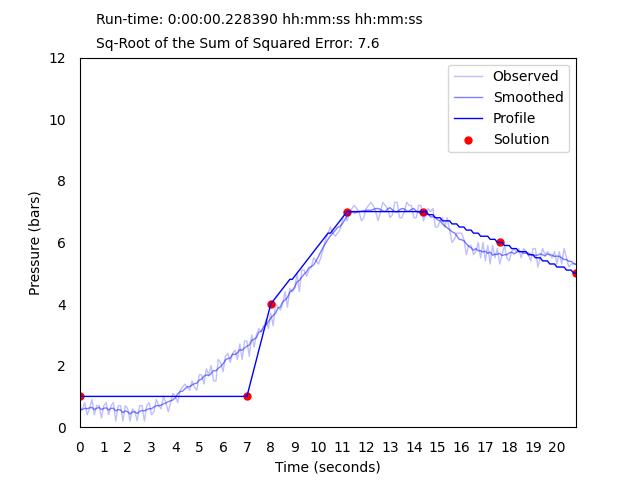 Run-time: 0:00:00.228390 hh:mm:ss hh:mm:ss
Sq-Root of the Sum of Squared Error: 7.6
12
10
8
6
4
2
0
Pressure (bars)
Observed
Smoothed
Profile
Solution
0 1 2 3 4 5 6 7 8 9 10 11 12 13 14 15 16 17 18 19 20
Time (seconds)